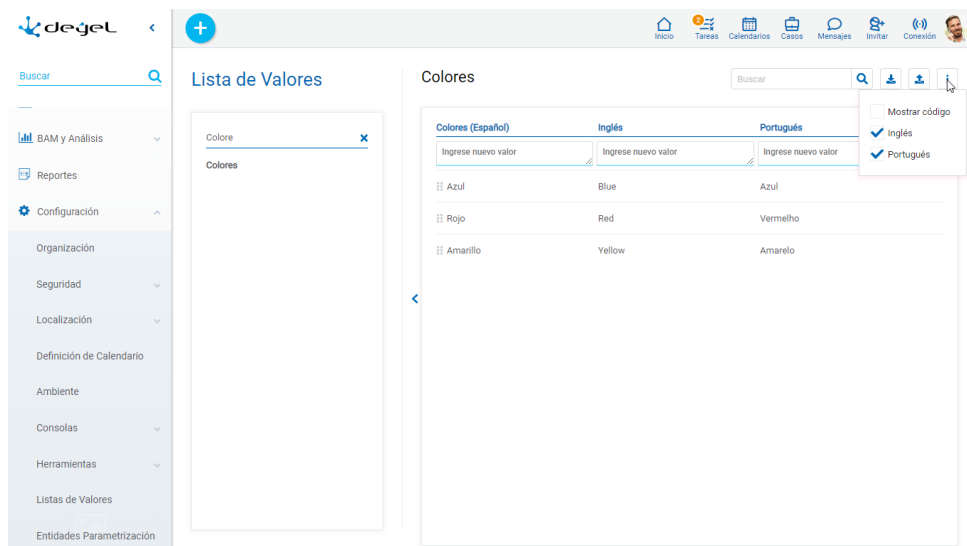 deyel
Inicio
2
Tareas
Calendarios
Casos
Mensajes
Invitar
Conexión
Buscar
BAM y Análisis
Reportes
Configuración
Organización
Seguridad
Localización
Definición de Calendario
Ambiente
Consolas
Herramientas
Listas de Valores
Entidades Parametrización
Lista de Valores
Colore
Colores
Colores
Buscar
Mostrar código
Inglés
Portugués
Colores (Español) Inglés Portugués
Ingrese nuevo valor Ingrese nuevo valor Ingrese nuevo valor
Azul Blue Azul
Rojo Red Vermelho
Amarillo Yellow Amarelo